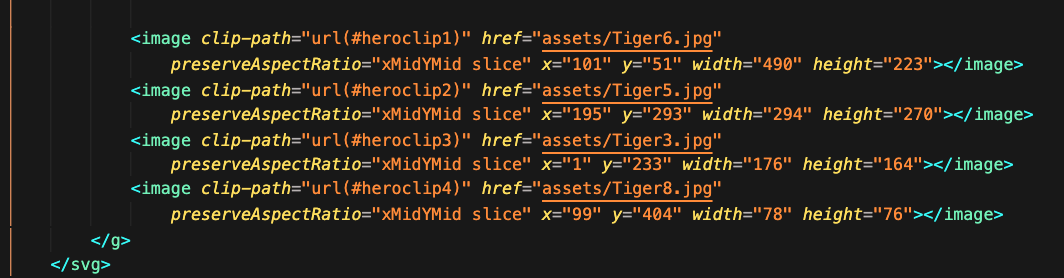 <image clip-path="url(#heroclip1)" href="assets/Tiger6.jpg"
preserveAspectRatio="xMidYMid slice" x="101" y="51" width="490" height="223"></image>
<image clip-path="url(#heroclip2)" href="assets/Tiger5.jpg"
preserveAspectRatio="xMidYMid slice" x="195" y="293" width="294" height="270"></image>
<image clip-path="url(#heroclip3)" href="assets/Tiger3.jpg"
preserveAspectRatio="xMidYMid slice" x="1" y="233" width="176" height="164"></image>
<image clip-path="url(#heroclip4)" href="assets/Tiger8.jpg"
preserveAspectRatio="xMidYMid slice" x="99" y="404" width="78" height="76"></image>
</g>
</svg>